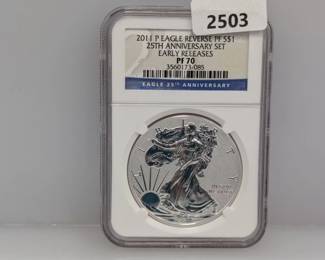 2503
2011 P EAGLE REVERSE PF S$1
25TH ANNIVERSARY SET
EARLY RELEASES
PF 70
3560173-085
EAGLE 25TH ANNIVERSARY